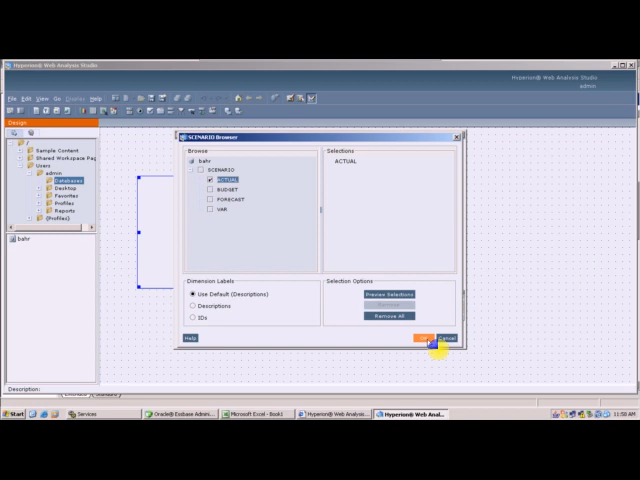 Hyperion® Web Analysis Studio
Hyperion® Web Analysis Studio
admin
File Edit View Go Display Help
Design
/
Sample Content
Shared Workspace Pag
Users
admin
Databases
Desktop
Favorites
Profiles
Reports
{Profiles}
bahr
SCENARIO Browser
Browse
bahr
SCENARIO
ACTUAL
BUDGET
FORECAST
VAR
Selections
ACTUAL
Dimension Labels
Use Default (Descriptions)
Descriptions
IDs
Selection Options
Preview Selections
Remove All
Help
Cancel
Description:
Start
Services
Oracle® Essbase Admini...
Microsoft Excel - Book1
Hyperion® Web Analysis...
Hyperion® Web Anal...
11:58 AM